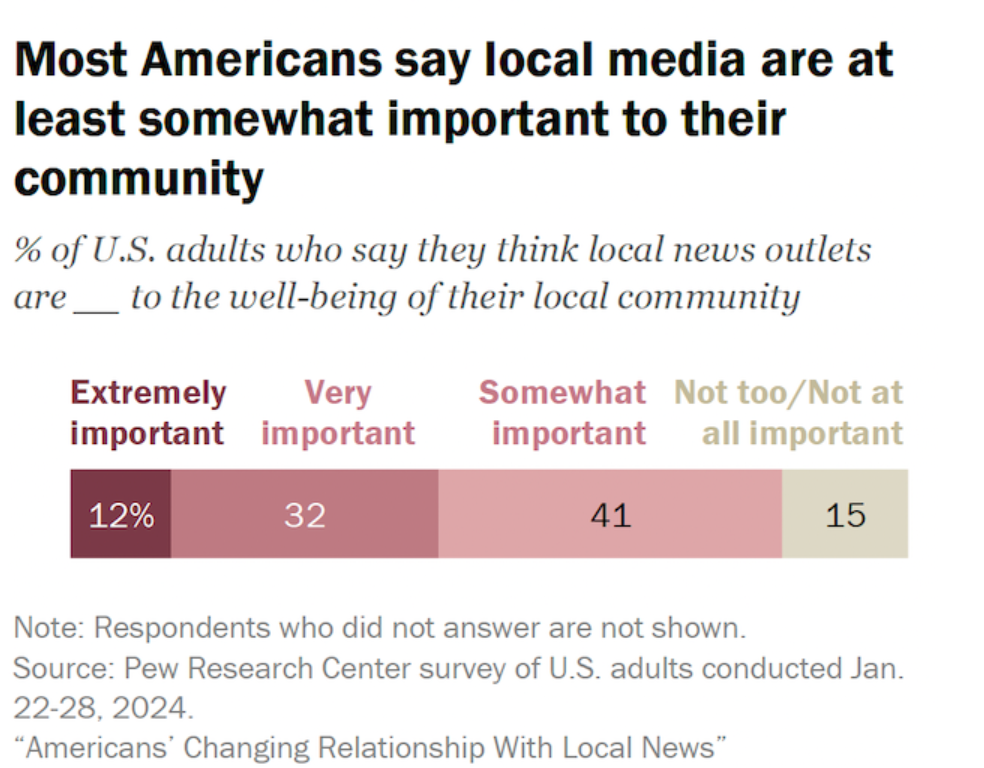 Most Americans say local media are at
least somewhat important to their
community
% of U.S. adults who say they think local news outlets
are __ to the well-being of their local community
Extremely important
Very important
Somewhat important
Not too/Not at all important
12%
32
41
15
Note: Respondents who did not answer are not shown.
Source: Pew Research Center survey of U.S. adults conducted Jan.
22-28, 2024.
“Americans’ Changing Relationship With Local News”